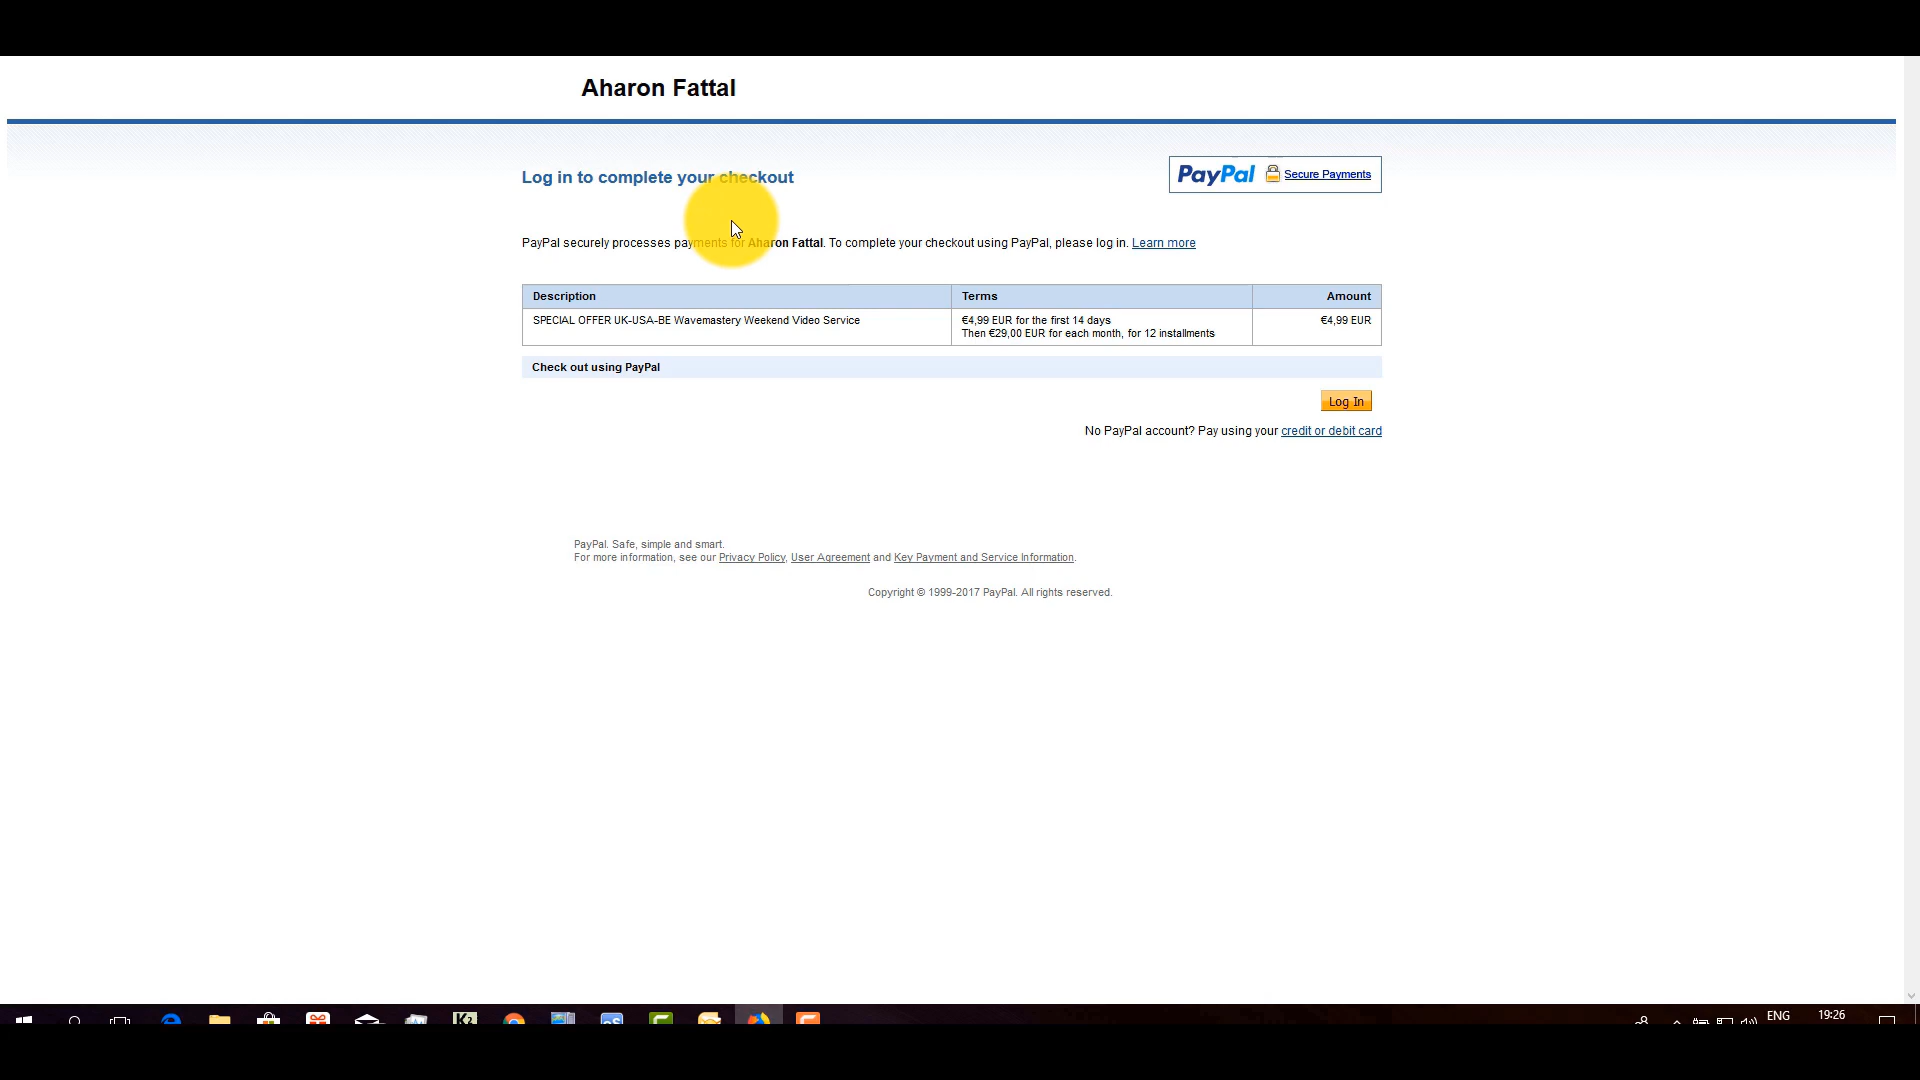 Aharon Fattal
Log in to complete your checkout
PayPal Secure Payments
PayPal securely processes payments for Aharon Fattal. To complete your checkout using PayPal, please log in. Learn more
Description Terms Amount
SPECIAL OFFER UK-USA-BE Wavemastery Weekend Video Service €4,99 EUR for the first 14 days €4,99 EUR
Then €29,00 EUR for each month, for 12 installments
Check out using PayPal
Log In
No PayPal account? Pay using your credit or debit card
PayPal. Safe, simple and smart.
For more information, see our Privacy Policy, User Agreement and Key Payment and Service Information.
Copyright © 1999-2017 PayPal. All rights reserved.
ENG 19:26